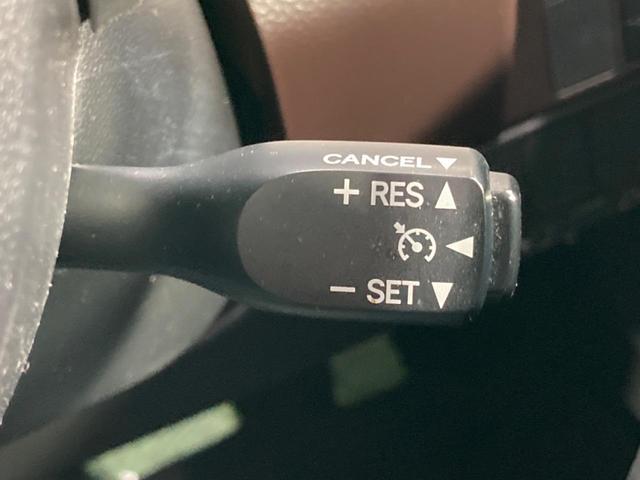 CANCEL ▼
+ RES ▲
◀
− SET ▼